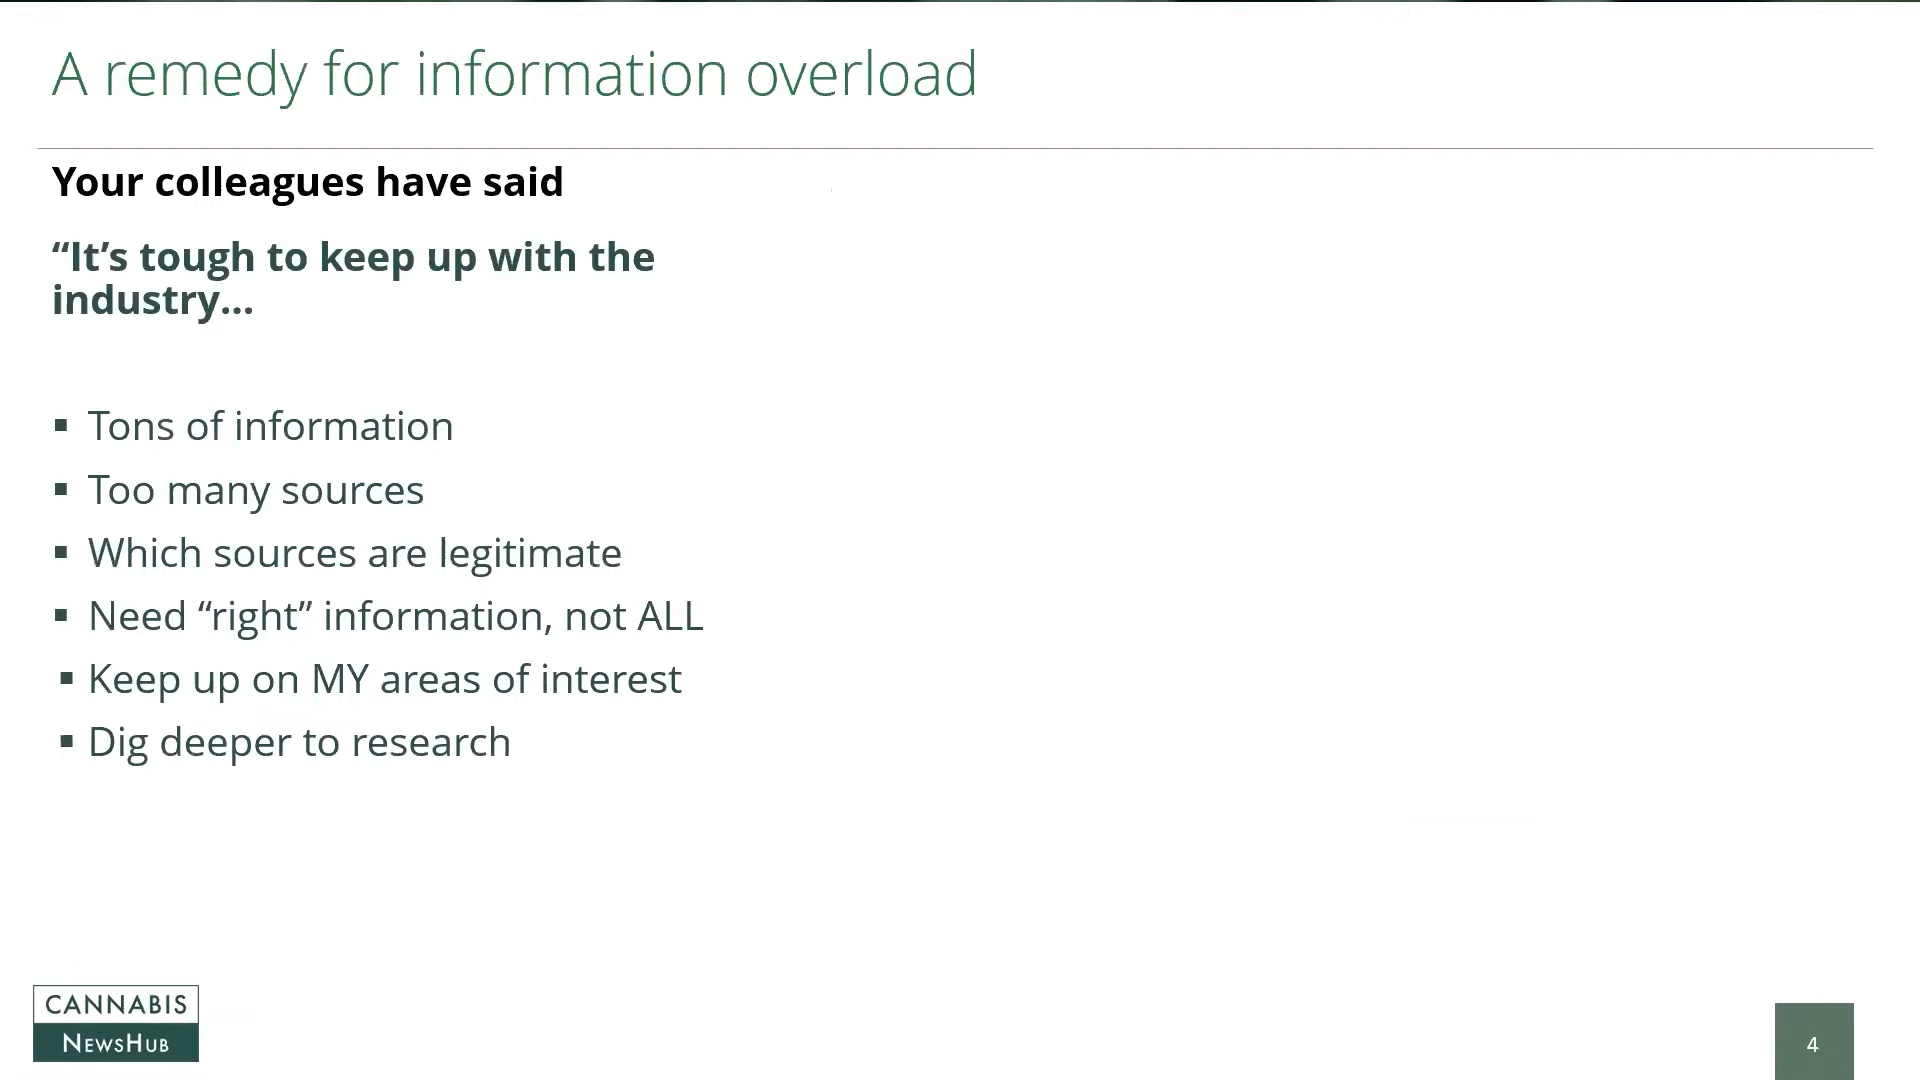 A remedy for information overload
Your colleagues have said
“It’s tough to keep up with the
industry...
▪ Tons of information
▪ Too many sources
▪ Which sources are legitimate
▪ Need “right” information, not ALL
▪ Keep up on MY areas of interest
▪ Dig deeper to research
CANNABIS
NEWSHUB
4